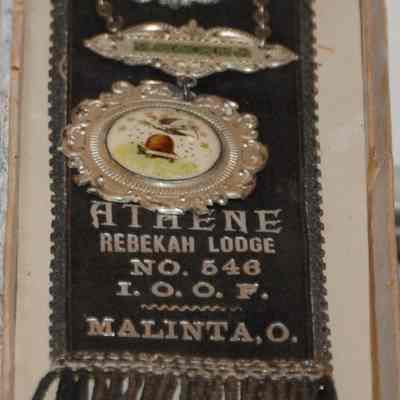 ATHENE
REBEKAH LODGE
NO. 546
I. O. O. F.
MALINTA, O.